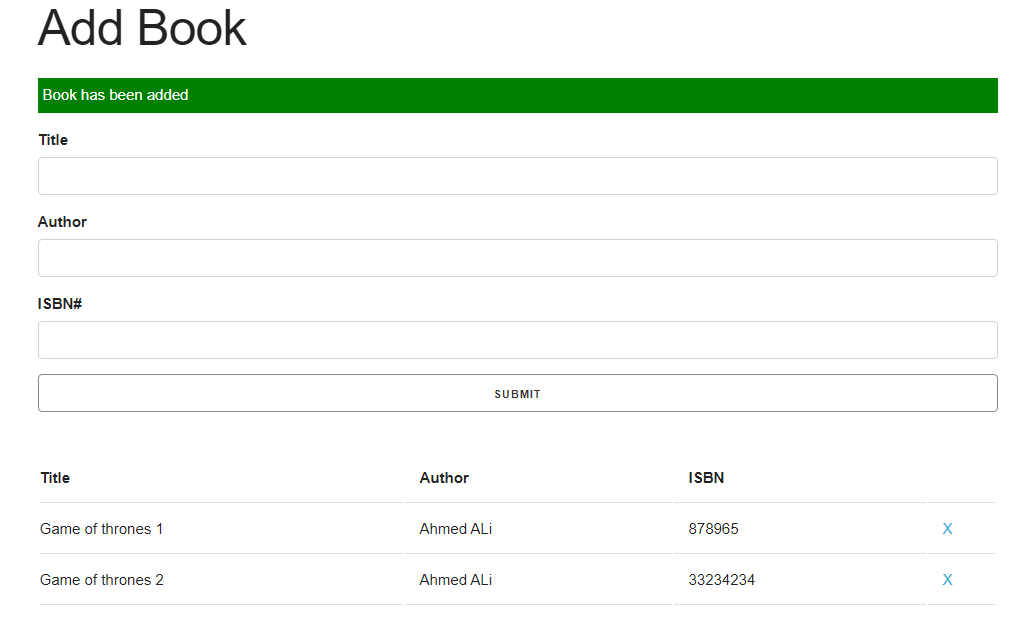 Add Book
Book has been added
Title
Author
ISBN#
SUBMIT
Title Author ISBN
Game of thrones 1 Ahmed ALi 878965 X
Game of thrones 2 Ahmed ALi 33234234 X